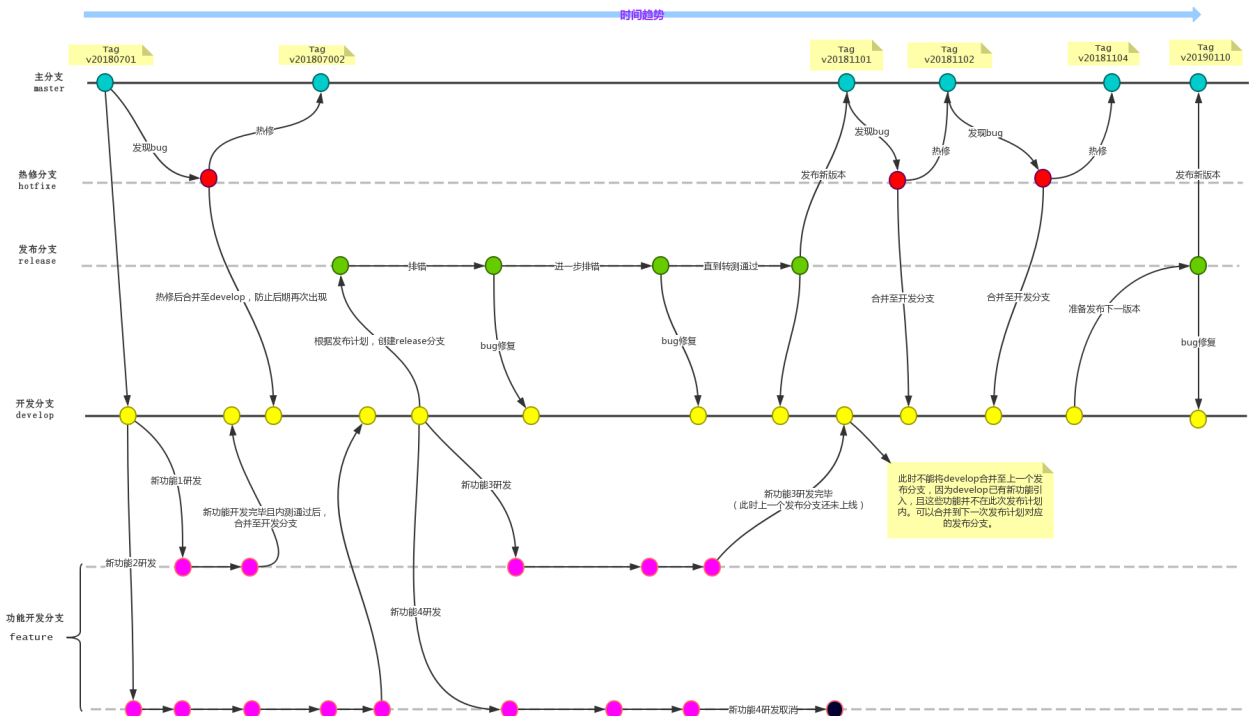 时间趋势
Tag
v20180701
Tag
v201807002
Tag
v20181101
Tag
v20181102
Tag
v20181104
Tag
v20190110
主分支
master
发现bug
热修
发现bug
热修
发现bug
热修
热修分支
hotfixe
发布新版本
发布新版本
发布分支
release
排错
进一步排错
直到转测通过
热修后合并至develop，防止后期再次出现
合并至开发分支
合并至开发分支
准备发布下一版本
根据发布计划，创建release分支
bug修复
bug修复
bug修复
开发分支
develop
新功能1研发
新功能开发完毕且内测通过后，
合并至开发分支
新功能3研发
新功能3研发完毕
（此时上一个发布分支还未上线）
此时不能将develop合并至上一个发
布分支，因为develop已有新功能引
入，且这些功能并不在此次发布计划
内。可以合并到下一次发布计划对应
的发布分支。
新功能2研发
功能开发分支
feature
新功能4研发
新功能4研发取消